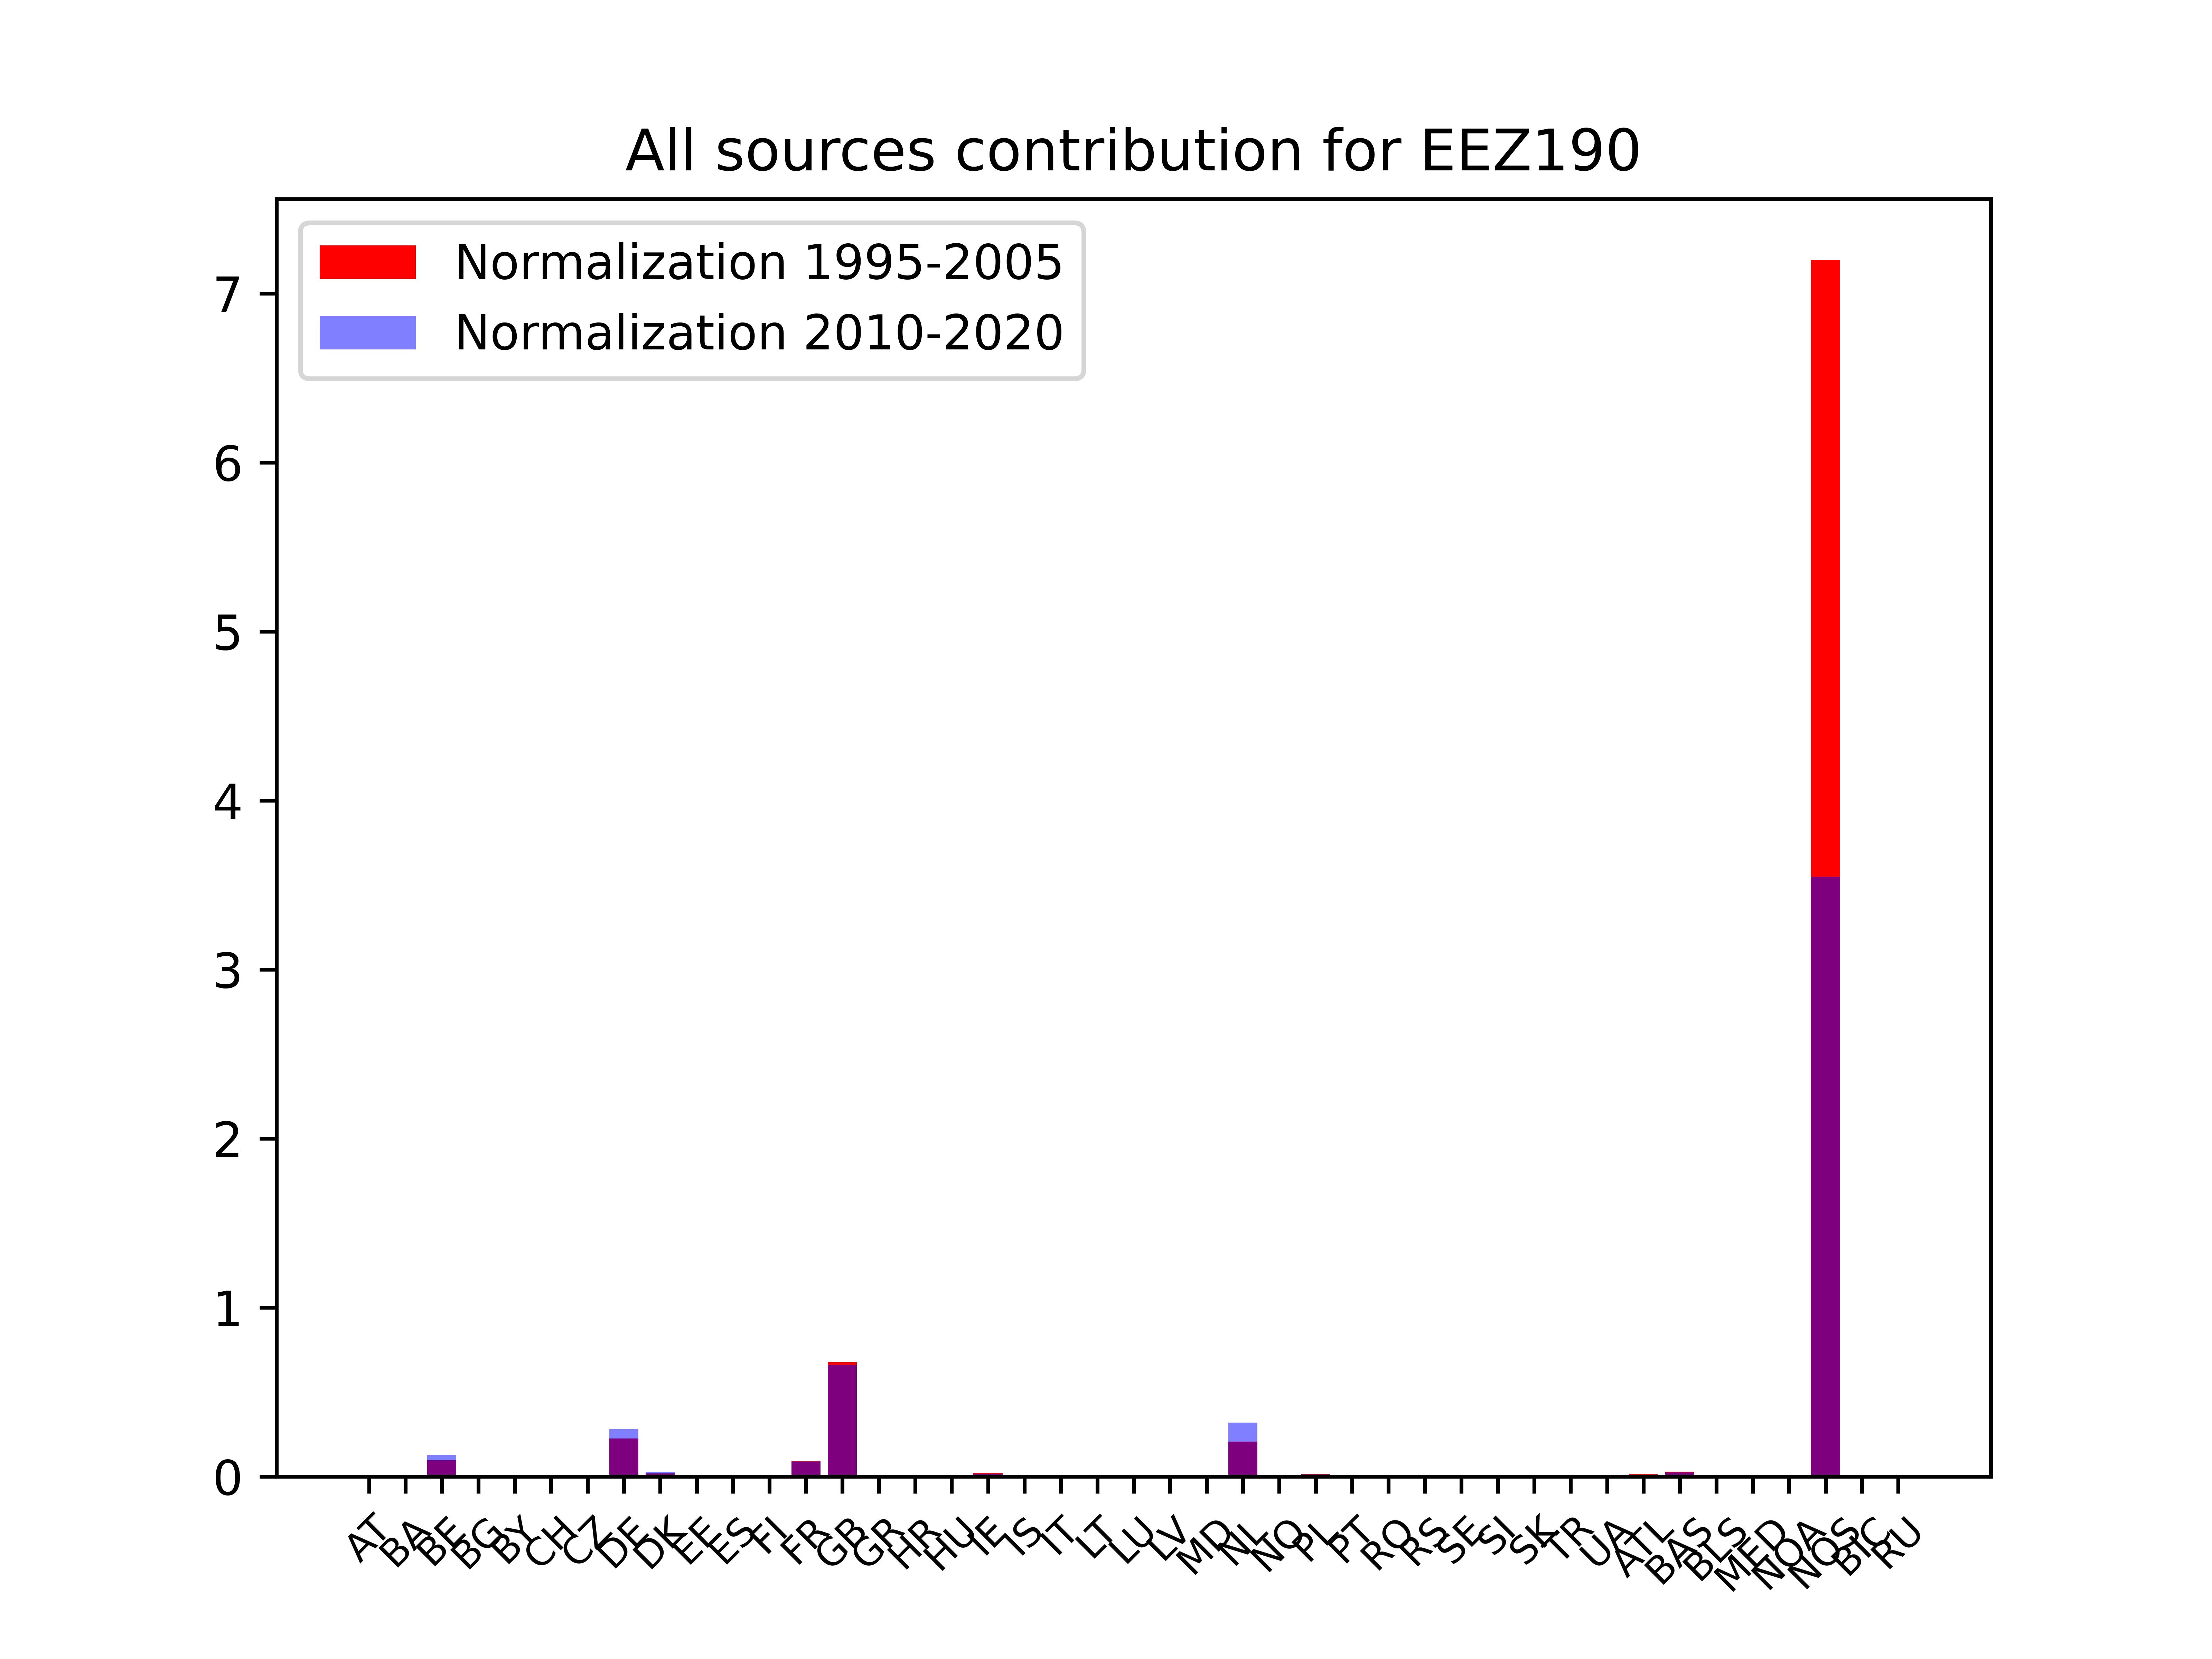 All sources contribution for EEZ190
Normalization 1995-2005
Normalization 2010-2020
7
6
5
4
3
2
1
0
AT
BA
BE
BG
BY
CH
CZ
DE
DK
EE
ES
FI
FR
GB
GR
HR
HU
IE
IS
IT
LT
LU
LV
MD
NL
NO
PL
PT
RO
RS
SE
SI
SK
TR
UA
ATL
BAS
BLS
MED
NOA
NOS
BIC
RU